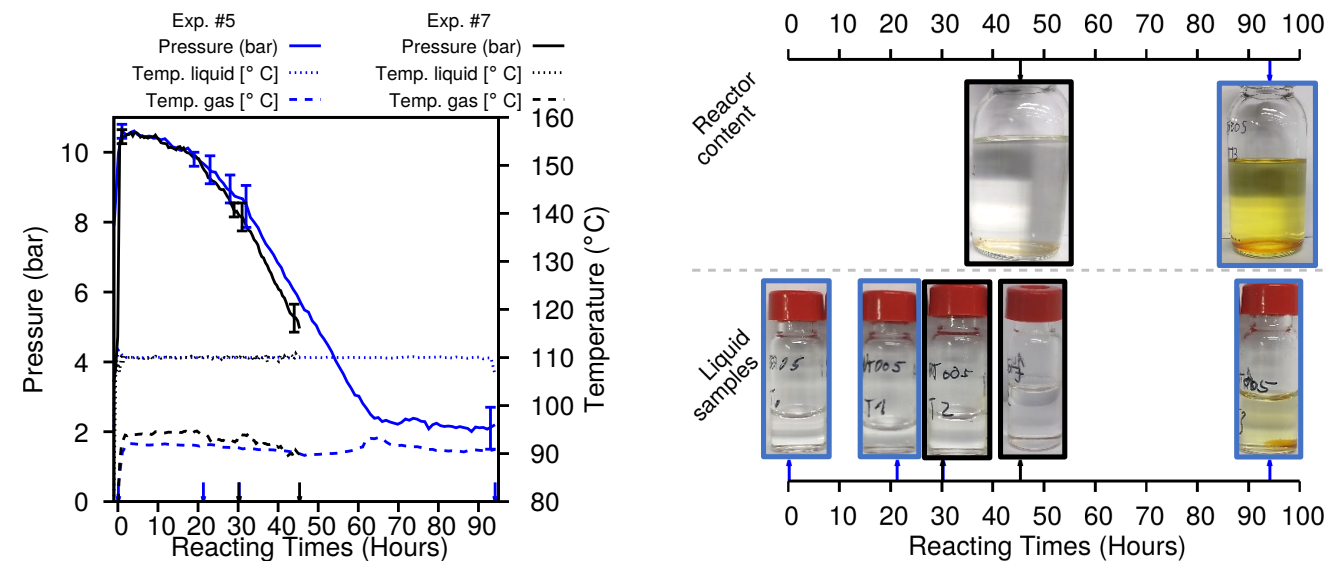 Exp. #5
Pressure (bar)
Temp. liquid [° C]
Temp. gas [° C]
Exp. #7
Pressure (bar)
Temp. liquid [° C]
Temp. gas [° C]
Pressure (bar)
10
8
6
4
2
0
160
150
140
130
120
110
100
90
80
Temperature (°C)
0 10 20 30 40 50 60 70 80 90
Reacting Times (Hours)
0 10 20 30 40 50 60 70 80 90 100
Reactor
content
Liquid
samples
T1
T2
0 10 20 30 40 50 60 70 80 90 100
Reacting Times (Hours)